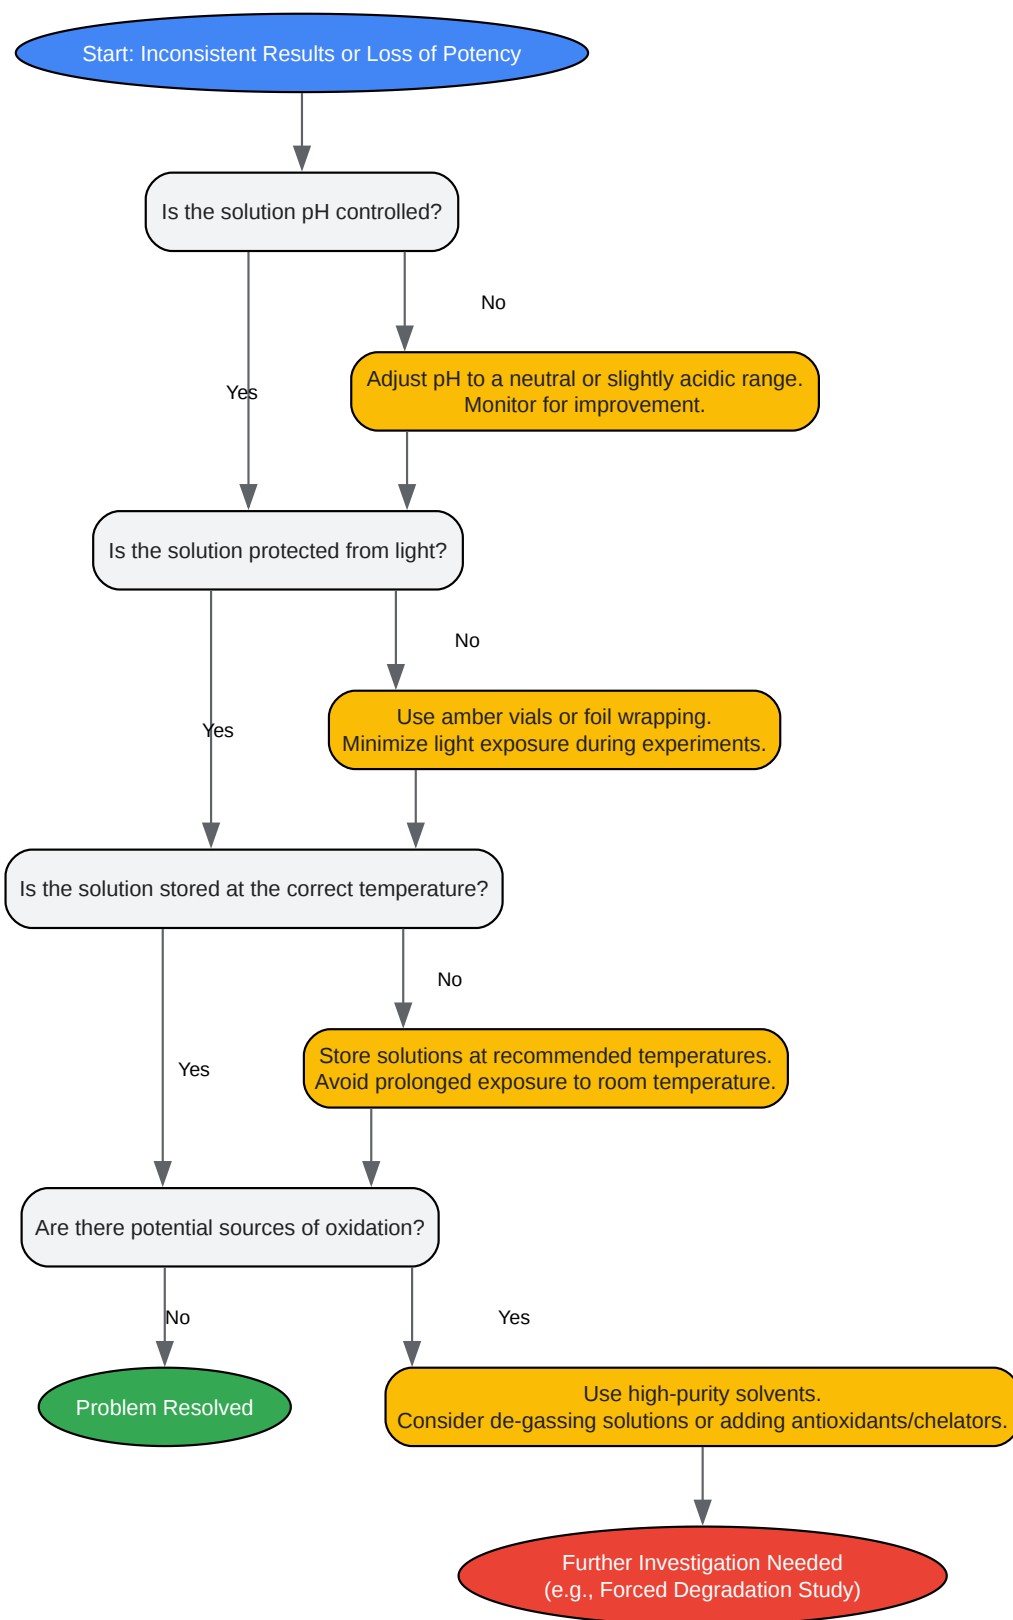 Start: Inconsistent Results or Loss of Potency
Is the solution pH controlled?
No
Yes
Adjust pH to a neutral or slightly acidic range.
Monitor for improvement.
Is the solution protected from light?
No
Yes
Use amber vials or foil wrapping.
Minimize light exposure during experiments.
Is the solution stored at the correct temperature?
No
Yes
Store solutions at recommended temperatures.
Avoid prolonged exposure to room temperature.
Are there potential sources of oxidation?
No
Yes
Problem Resolved
Use high-purity solvents.
Consider de-gassing solutions or adding antioxidants/chelators.
Further Investigation Needed
(e.g., Forced Degradation Study)